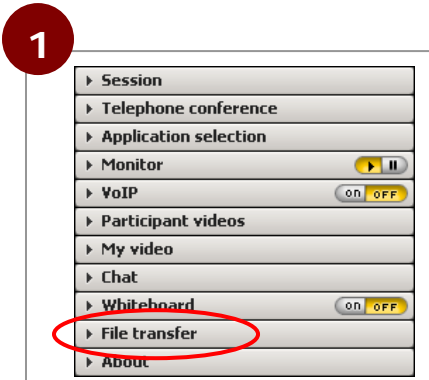 1
Session
Telephone conference
Application selection
Monitor
VoIP on OFF
Participant videos
My video
Chat
Whiteboard on OFF
File transfer
About